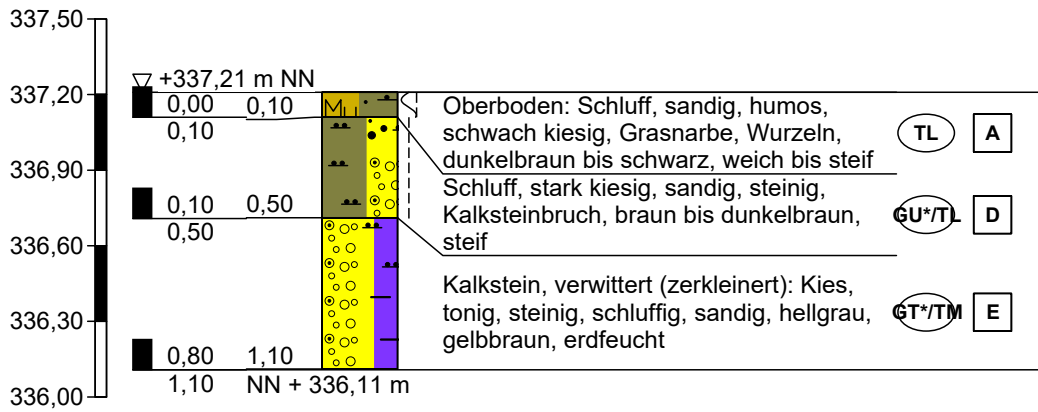 337,50
+337,21 m NN
337,20
0,00 0,10
0,10
Mu
Oberboden: Schluff, sandig, humos,
schwach kiesig, Grasnarbe, Wurzeln,
dunkelbraun bis schwarz, weich bis steif
TL A
336,90
0,10 0,50
0,50
Schluff, stark kiesig, sandig, steinig,
Kalksteinbruch, braun bis dunkelbraun,
steif
GU*/TL D
336,60
336,30
Kalkstein, verwittert (zerkleinert): Kies,
tonig, steinig, schluffig, sandig, hellgrau,
gelbbraun, erdfeucht
GT*/TM E
0,80 1,10
1,10 NN + 336,11 m
336,00